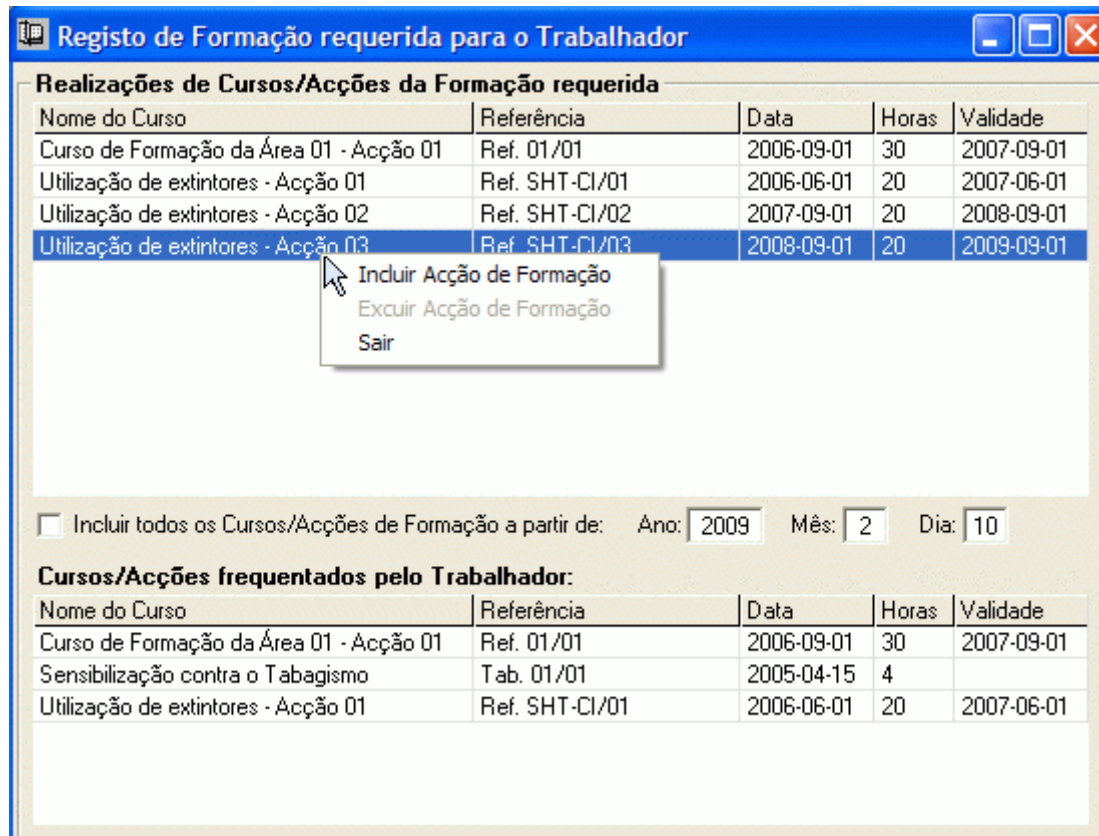 Registo de Formação requerida para o Trabalhador
Realizações de Cursos/Acções da Formação requerida
Nome do Curso Referência Data Horas Validade
Curso de Formação da Área 01 - Acção 01 Ref. 01/01 2006-09-01 30 2007-09-01
Utilização de extintores - Acção 01 Ref. SHT-CI/01 2006-06-01 20 2007-06-01
Utilização de extintores - Acção 02 Ref. SHT-CI/02 2007-09-01 20 2008-09-01
Utilização de extintores - Acção 03 Ref. SHT-CI/03 2008-09-01 20 2009-09-01
Incluir Acção de Formação
Excuir Acção de Formação
Sair
Incluir todos os Cursos/Acções de Formação a partir de: Ano: 2009 Mês: 2 Dia: 10
Cursos/Acções frequentados pelo Trabalhador:
Nome do Curso Referência Data Horas Validade
Curso de Formação da Área 01 - Acção 01 Ref. 01/01 2006-09-01 30 2007-09-01
Sensibilização contra o Tabagismo Tab. 01/01 2005-04-15 4
Utilização de extintores - Acção 01 Ref. SHT-CI/01 2006-06-01 20 2007-06-01